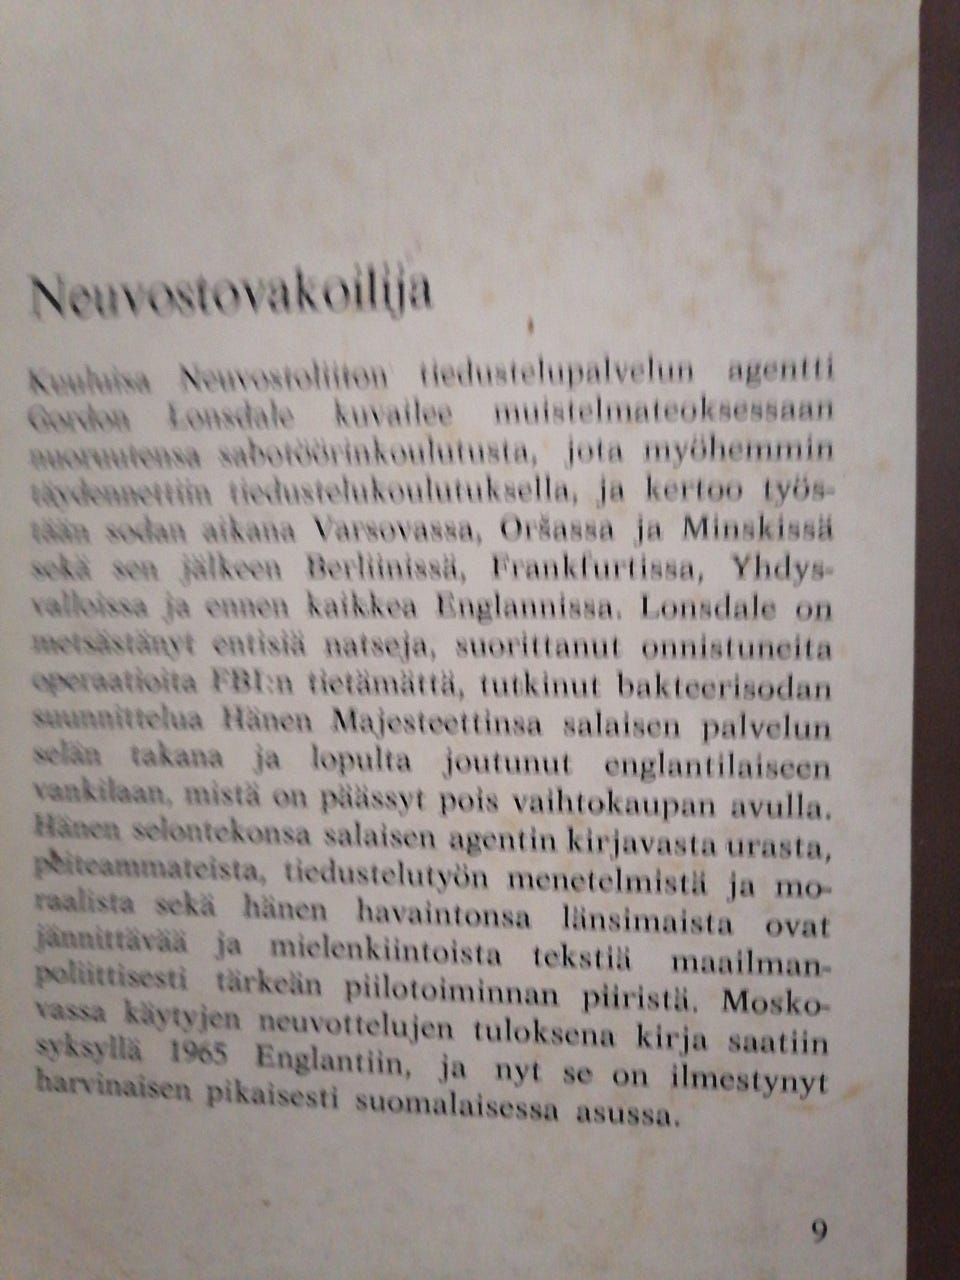 Neuvostovakoilija
Kuuluisa Neuvostoliiton tiedustelupalvelun agentti
Gordon Lonsdale kuvailee muistelmateoksessaan
nuoruutensa sabotöörinkoulutusta, jota myöhemmin
täydennettiin tiedustelukoulutuksella, ja kertoo työs-
tään sodan aikana Varsovassa, Oršassa ja Minskissä
sekä sen jälkeen Berliinissä, Frankfurtissa, Yhdys-
valloissa ja ennen kaikkea Englannissa. Lonsdale on
metsästänyt entisiä natseja, suorittanut onnistuneita
operaatioita FBI:n tietämättä, tutkinut bakteerisodan
suunnittelua Hänen Majesteettinsa salaisen palvelun
selän takana ja lopulta joutunut englantilaiseen
vankilaan, mistä on päässyt pois vaihtokaupan avulla.
Hänen selontekonsa salaisen agentin kirjavasta urasta,
peiteammateista, tiedustelutyön menetelmistä ja mo-
raalista sekä hänen havaintonsa länsimaista ovat
jännittävää ja mielenkiintoista tekstiä maailman-
poliittisesti tärkeän piilotoiminnan piiristä. Mosko-
vassa käytyjen neuvottelujen tuloksena kirja saatiin
syksyllä 1965 Englantiin, ja nyt se on ilmestynyt
harvinaisen pikaisesti suomalaisessa asussa.
9